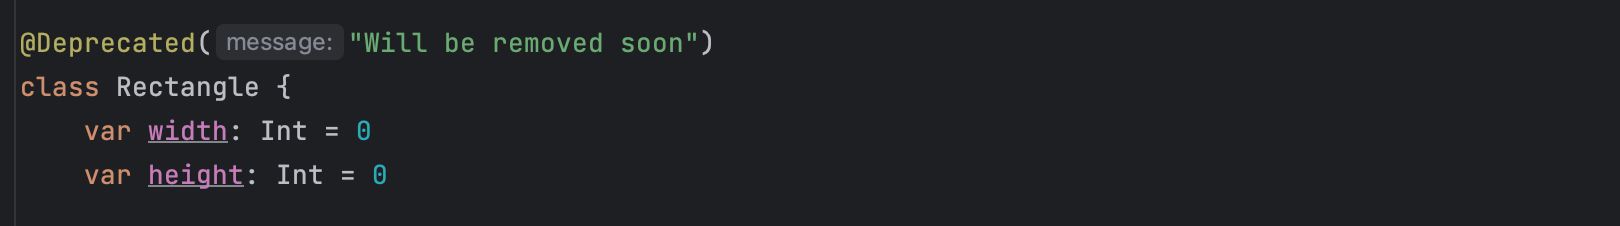 @Deprecated( message: "Will be removed soon")
class Rectangle {
    var width: Int = 0
    var height: Int = 0